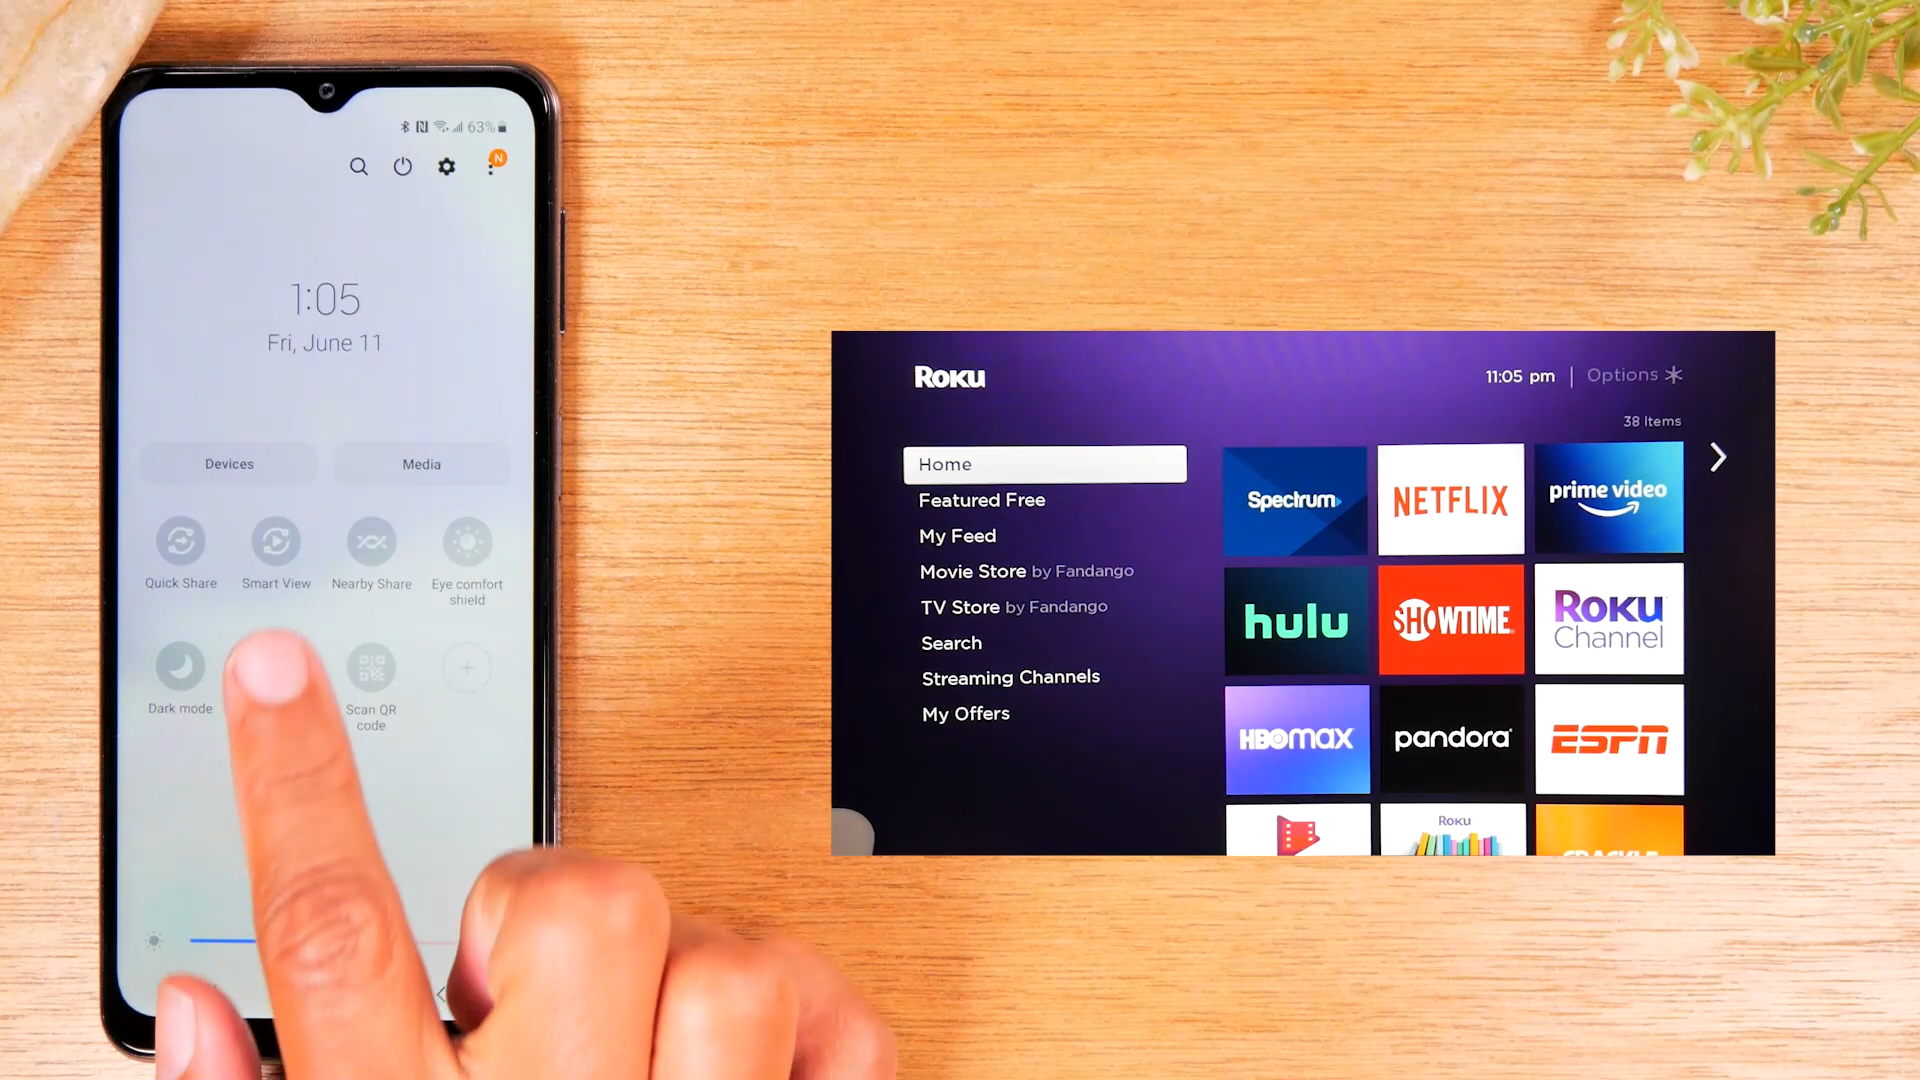 63%
N
1:05
Fri, June 11
Devices
Media
Quick Share
Smart View
Nearby Share
Eye comfort
shield
Dark mode
Scan QR
code
Roku
11:05 pm | Options
38 Items
Home
Featured Free
My Feed
Movie Store by Fandango
TV Store by Fandango
Search
Streaming Channels
My Offers
Spectrum
NETFLIX
prime video
hulu
SHOWTIME
Roku
Channel
HBOMAX
pandora
ESPN
Roku
CRACKLE